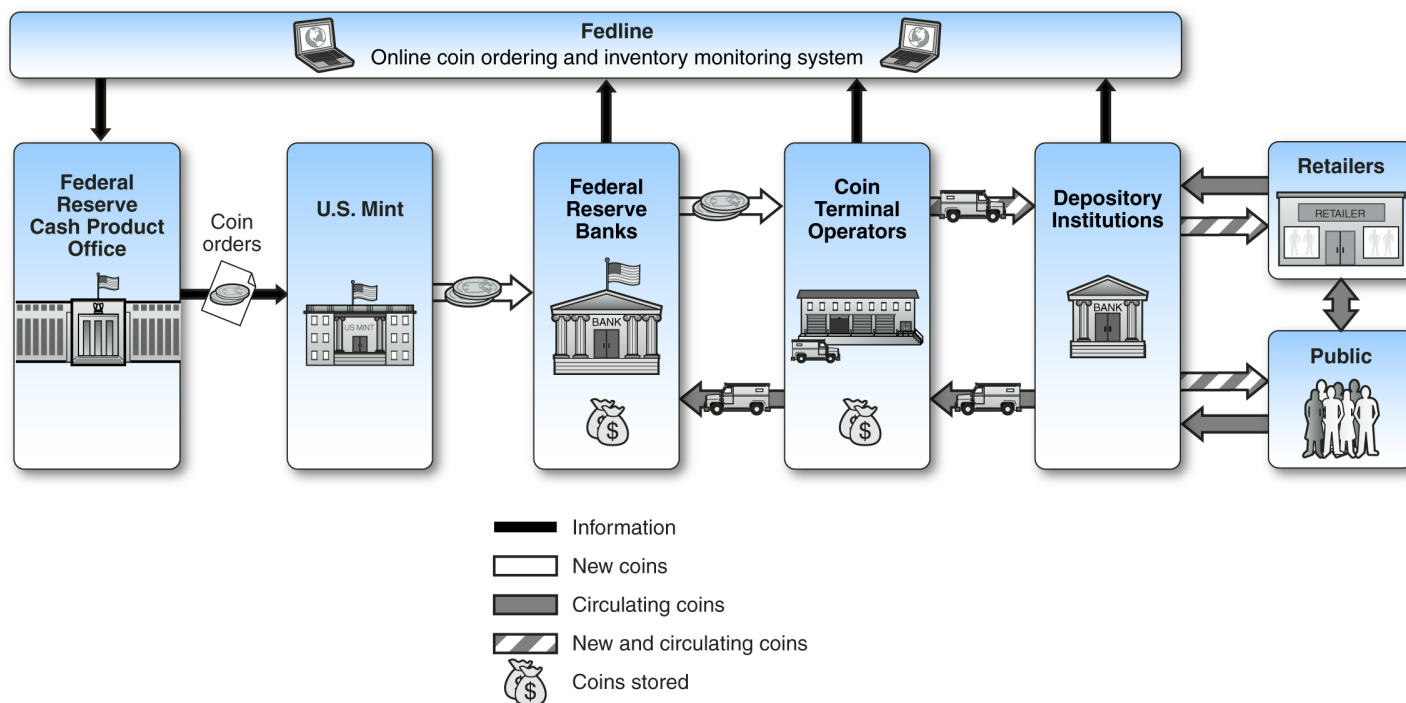 Fedline
Online coin ordering and inventory monitoring system
Federal
Reserve
Cash Product
Office
Coin
orders
U.S. Mint
US MINT
Federal
Reserve
Banks
BANK
$
Coin
Terminal
Operators
$
Depository
Institutions
BANK
Retailers
RETAILER
Public
Information
New coins
Circulating coins
New and circulating coins
$
Coins stored